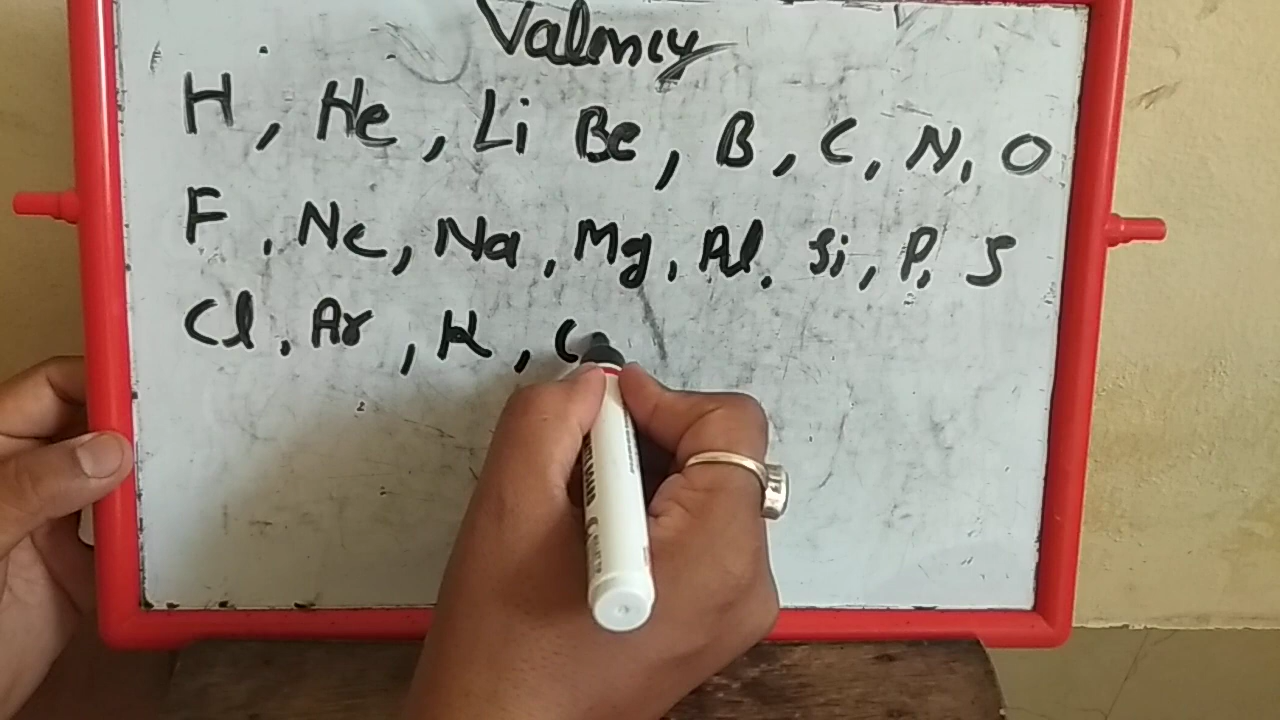 Valency
H, He, Li Be, B, C, N, O
F, Ne, Na, Mg, Al, Si, P, S
Cl, Ar, K, C